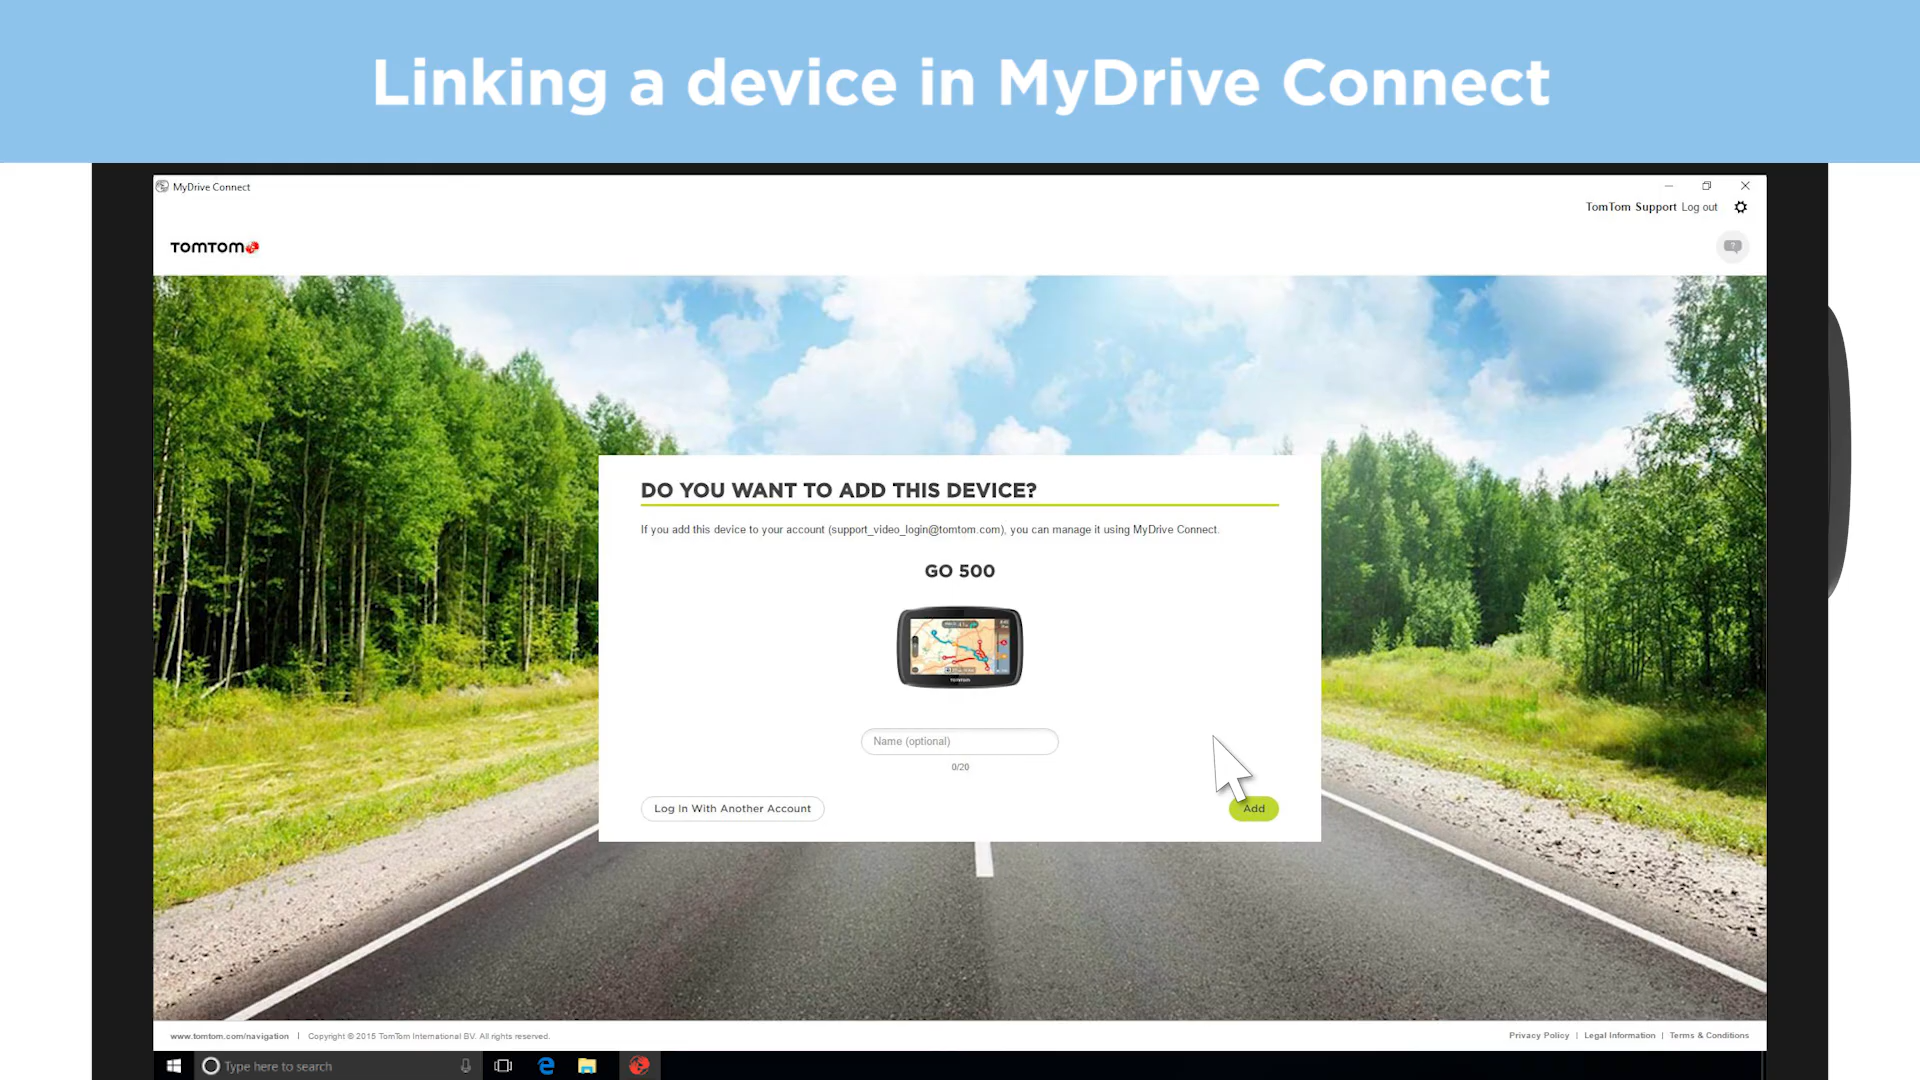 Linking a device in MyDrive Connect
MyDrive Connect
TomTom Support Log out
TOMTOM
DO YOU WANT TO ADD THIS DEVICE?
If you add this device to your account (support_video_login@tomtom.com), you can manage it using MyDrive Connect.
GO 500
TOMTOM
Name (optional)
0/20
Log In With Another Account
Add
www.tomtom.com/navigation | Copyright © 2015 TomTom International BV. All rights reserved.
Privacy Policy | Legal Information | Terms & Conditions
Type here to search